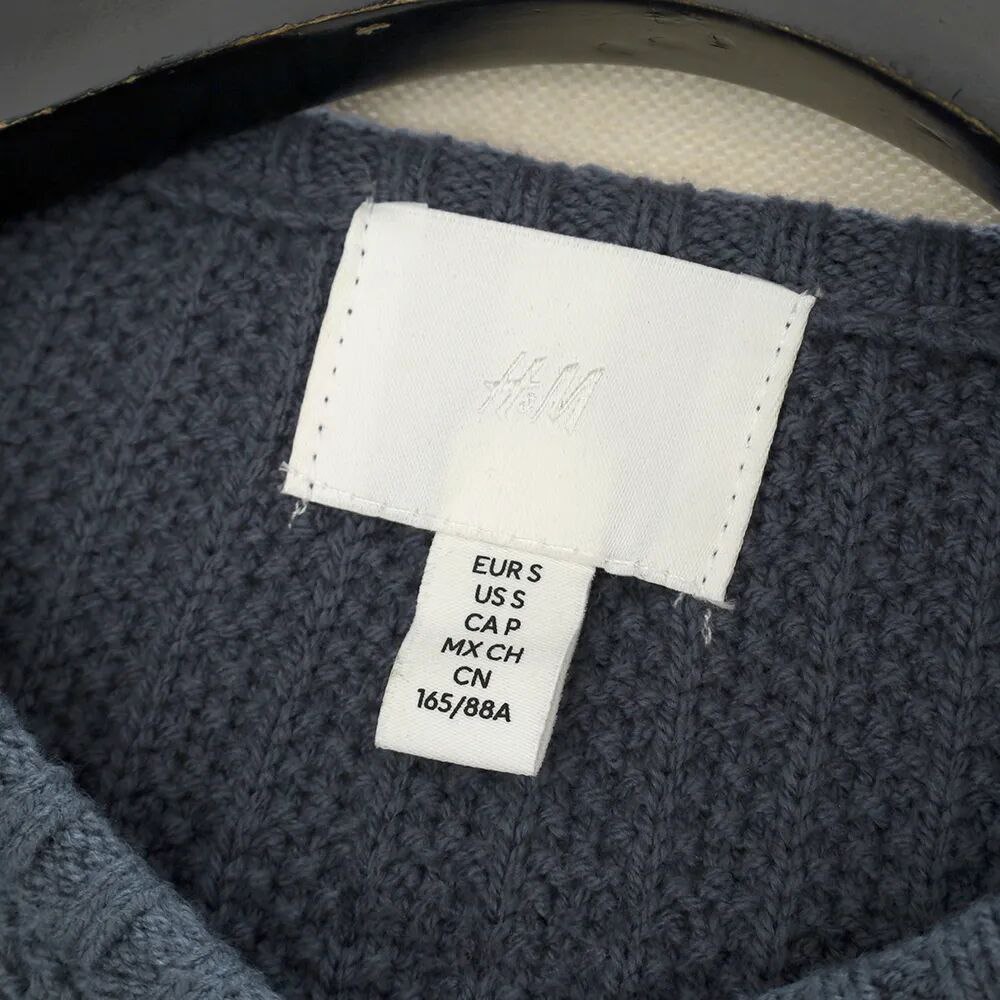 H&M
EUR S
US S
CA P
MX CH
CN
165/88A